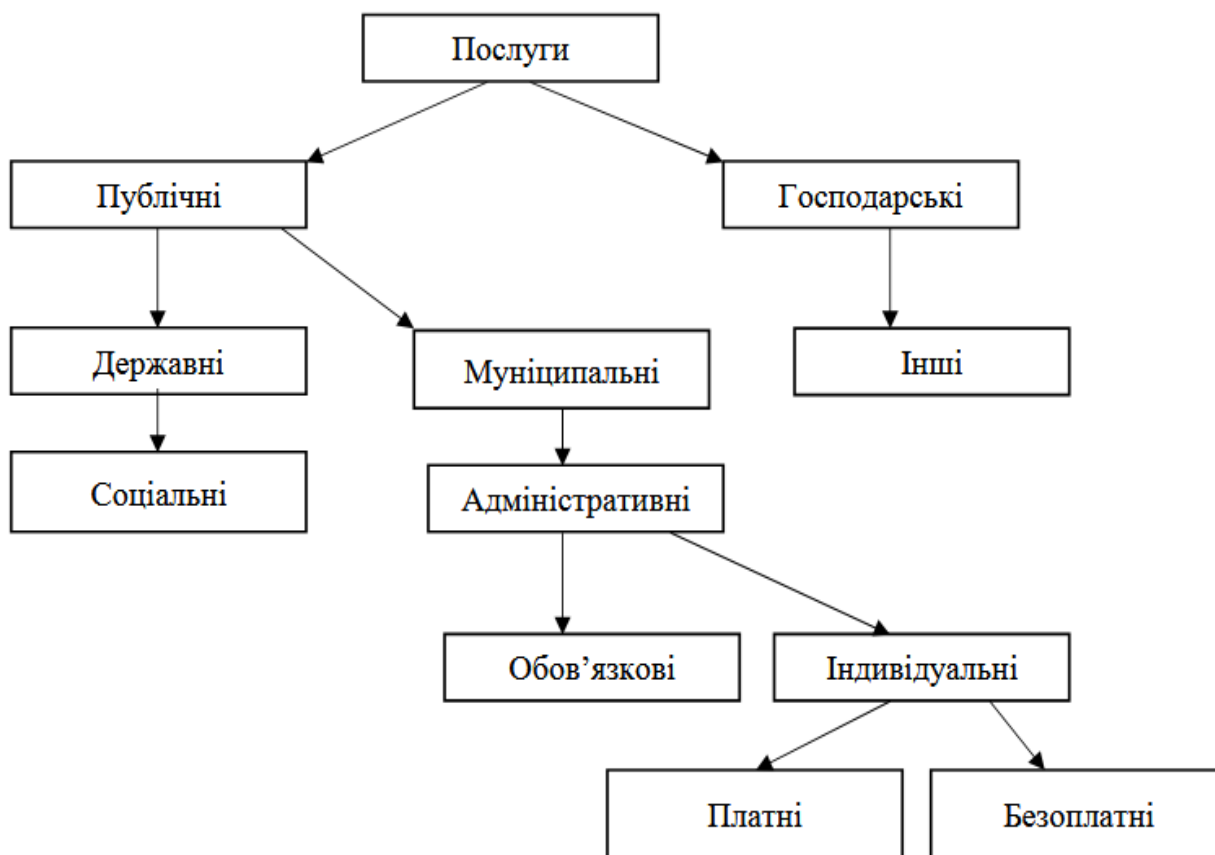 Послуги
Публічні
Господарські
Державні
Муніципальні
Інші
Соціальні
Адміністративні
Обов’язкові
Індивідуальні
Платні
Безоплатні